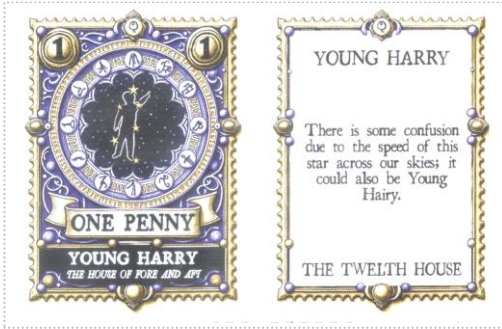 1
1
ONE PENNY
YOUNG HARRY
THE HOUSE OF FORE AND AFT
YOUNG HARRY
There is some confusion
due to the speed of this
star across our skies; it
could also be Young
Hairy.
THE TWELTH HOUSE